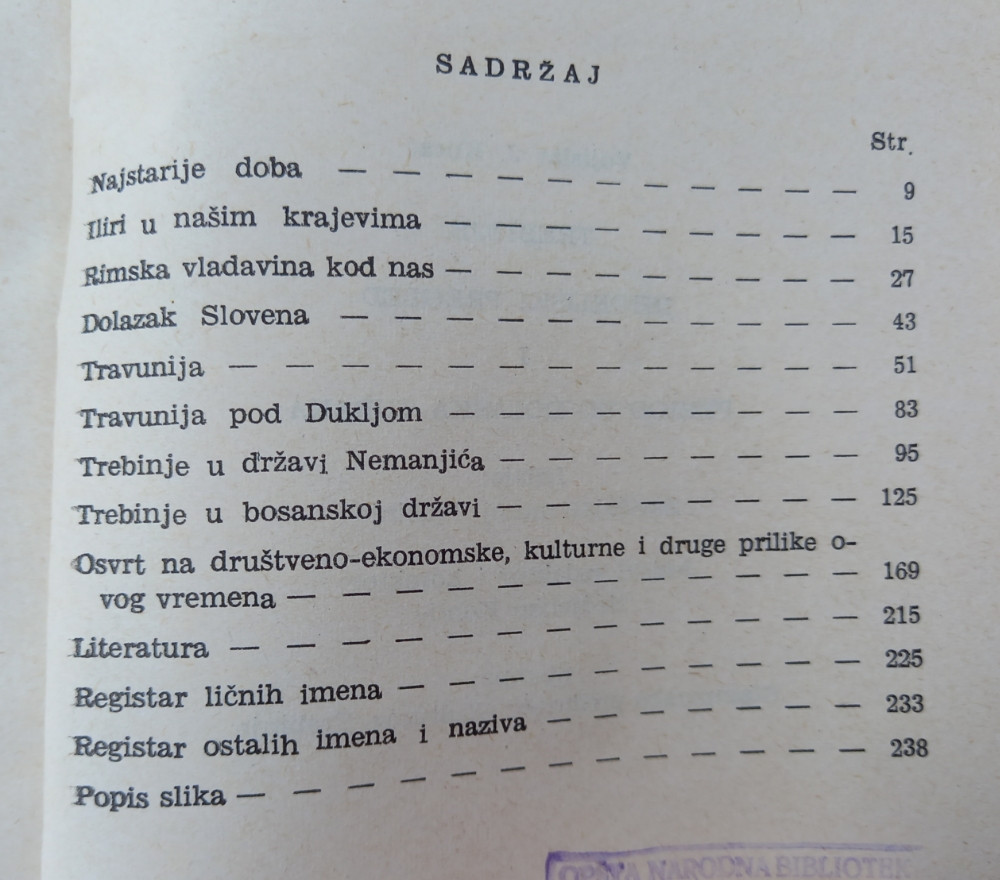 SADRŽAJ
Str.
Najstarije doba — — — — — — — — — — 9
Iliri u našim krajevima — — — — — — — — 15
Rimska vladavina kod nas — — — — — — — — 27
Dolazak Slovena — — — — — — — — — — 43
Travunija — — — — — — — — — — — — 51
Travunija pod Dukljom — — — — — — — — 83
Trebinje u državi Nemanjića — — — — — — — 95
Trebinje u bosanskoj državi — — — — — — — 125
Osvrt na društveno-ekonomske, kulturne i druge prilike o-
vog vremena — — — — — — — — — — — 169
Literatura — — — — — — — — — — — — 215
Registar ličnih imena — — — — — — — — — 225
Registar ostalih imena i naziva — — — — — — 233
Popis slika — — — — — — — — — — — — 238
NARODNA BIBLIOTEK